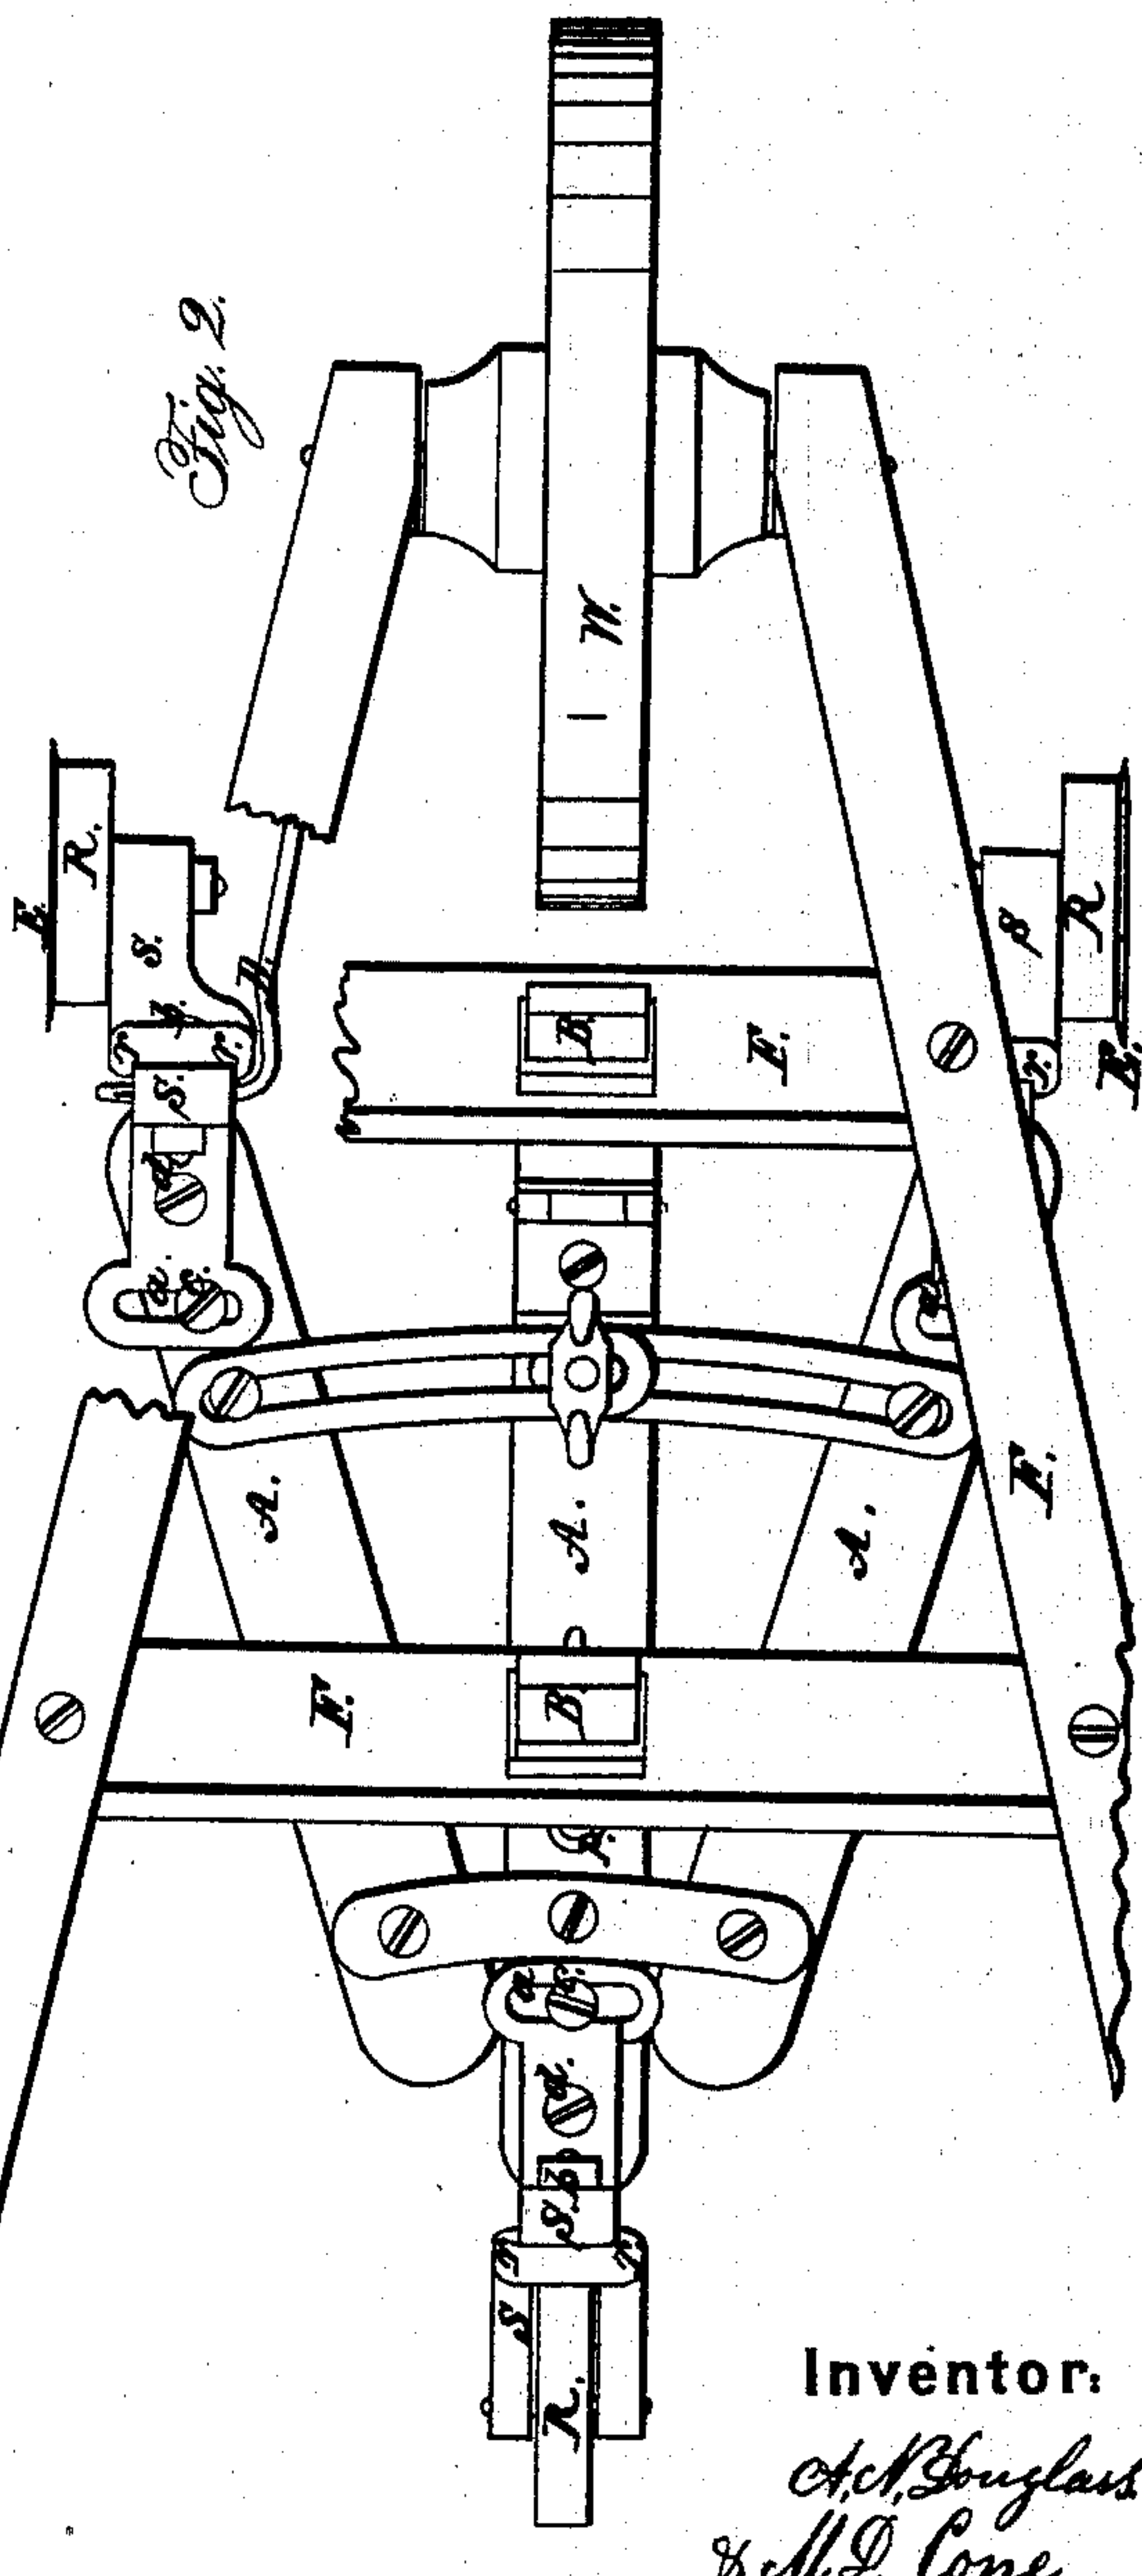 Fig. 2.
W.
E.
R.
S.
b.
r
r.
D.
S.
d
a.
c.
B.
F.
S
R
r.
E.
a
A.
A.
A.
F.
F.
B
p.
a
c.
d.
S.
b
r
r
S
R.
Inventor:
A. N. Douglass
& M. D. Cone